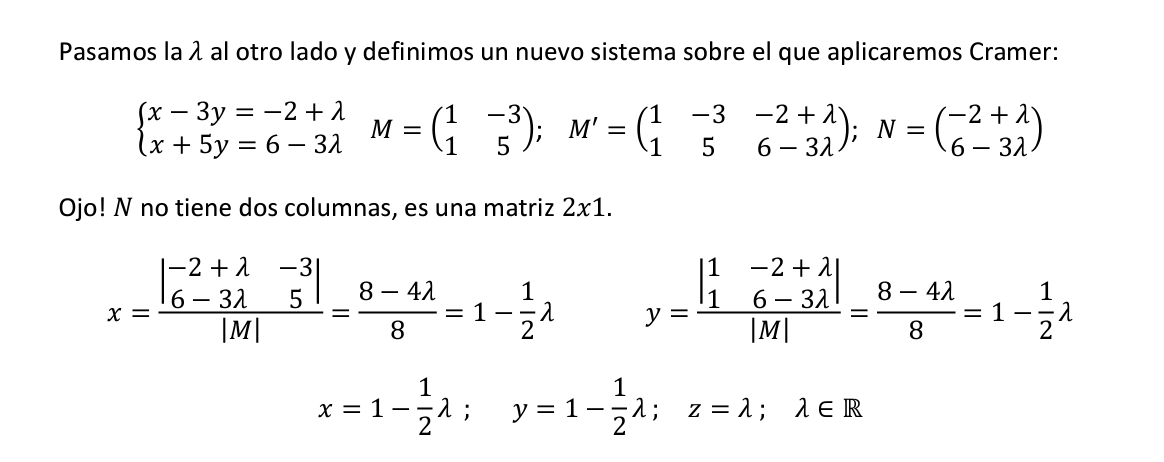 Pasamos la 𝜆 al otro lado y definimos un nuevo sistema sobre el que aplicaremos Cramer:
{x − 3y = −2 + 𝜆
x + 5y = 6 − 3𝜆   M = (1 −3
1 5);   M′ = (1 −3 −2 + 𝜆
1 5 6 − 3𝜆);   N = (−2 + 𝜆
6 − 3𝜆)
Ojo! N no tiene dos columnas, es una matriz 2x1.
x = |−2 + 𝜆 −3
6 − 3𝜆 5| / |M| = (8 − 4𝜆)/8 = 1 − 1/2 𝜆   y = |1 −2 + 𝜆
1 6 − 3𝜆| / |M| = (8 − 4𝜆)/8 = 1 − 1/2 𝜆
x = 1 − 1/2 𝜆 ;   y = 1 − 1/2 𝜆 ;   z = 𝜆 ;   𝜆 ∈ ℝ